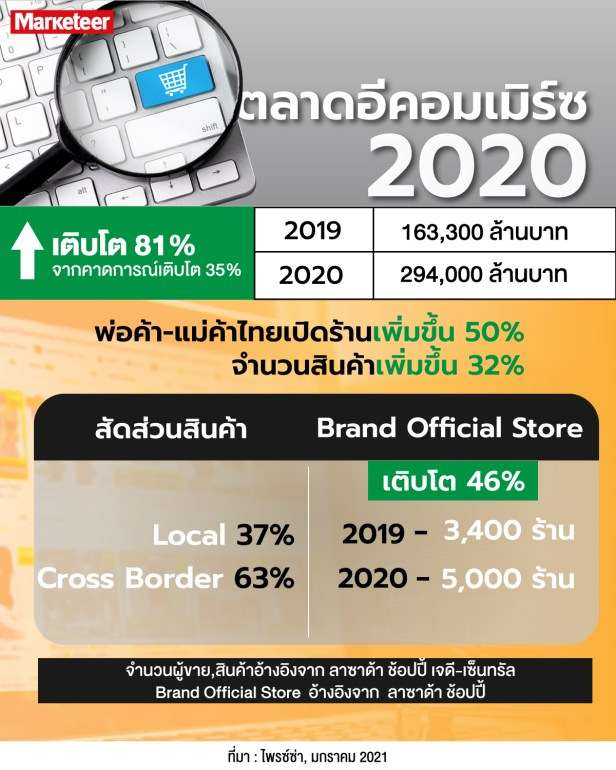 Marketeer
ตลาดอีคอมเมิร์ซ
2020
เติบโต 81%
จากคาดการณ์เติบโต 35%
2019 163,300 ล้านบาท
2020 294,000 ล้านบาท
พ่อค้า-แม่ค้าไทยเปิดร้านเพิ่มขึ้น 50%
จำนวนสินค้าเพิ่มขึ้น 32%
สัดส่วนสินค้า
Local 37%
Cross Border 63%
Brand Official Store
เติบโต 46%
2019 - 3,400 ร้าน
2020 - 5,000 ร้าน
จำนวนผู้ขาย,สินค้าอ้างอิงจาก ลาซาด้า ช้อปปี้ เจดี-เซ็นทรัล
Brand Official Store อ้างอิงจาก ลาซาด้า ช้อปปี้
ที่มา : ไพรซ์ซ่า, มกราคม 2021